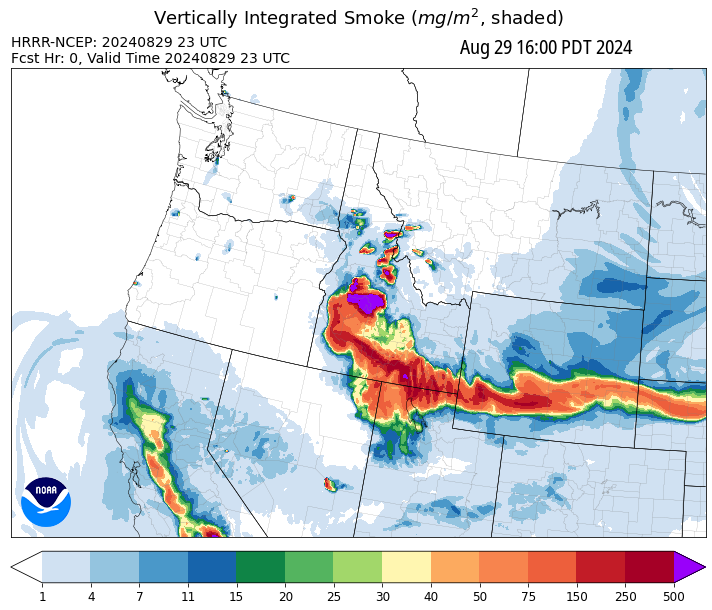 Vertically Integrated Smoke (mg/m², shaded)
HRRR-NCEP: 20240829 23 UTC
Fcst Hr: 0, Valid Time 20240829 23 UTC
Aug 29 16:00 PDT 2024
NOAA
1 4 7 11 15 20 25 30 40 50 75 150 250 500